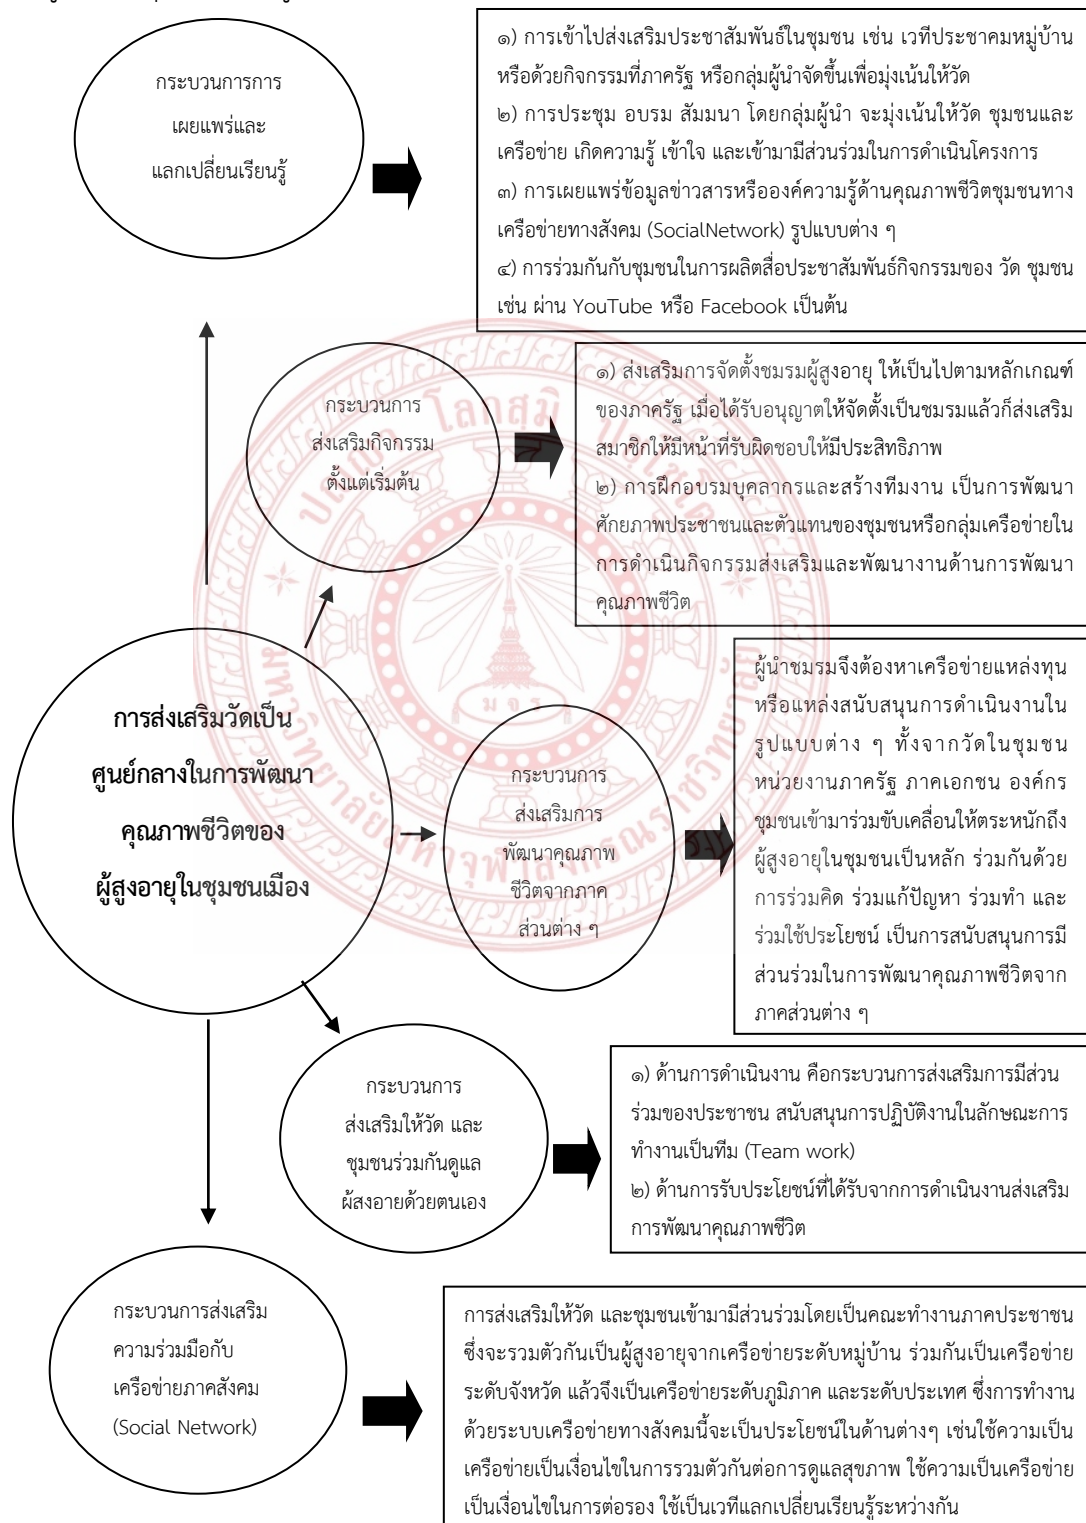 กระบวนการการ
เผยแพร่และ
แลกเปลี่ยนเรียนรู้
๑) การเข้าไปส่งเสริมประชาสัมพันธ์ในชุมชน เช่น เวทีประชาคมหมู่บ้าน
หรือด้วยกิจกรรมที่ภาครัฐ หรือกลุ่มผู้นำจัดขึ้นเพื่อมุ่งเน้นให้วัด
๒) การประชุม อบรม สัมมนา โดยกลุ่มผู้นำ จะมุ่งเน้นให้วัด ชุมชนและ
เครือข่าย เกิดความรู้ เข้าใจ และเข้ามามีส่วนร่วมในการดำเนินโครงการ
๓) การเผยแพร่ข้อมูลข่าวสารหรือองค์ความรู้ด้านคุณภาพชีวิตชุมชนทาง
เครือข่ายทางสังคม (SocialNetwork) รูปแบบต่าง ๆ
๔) การร่วมกันกับชุมชนในการผลิตสื่อประชาสัมพันธ์กิจกรรมของ วัด ชุมชน
เช่น ผ่าน YouTube หรือ Facebook เป็นต้น
กระบวนการ
ส่งเสริมกิจกรรม
ตั้งแต่เริ่มต้น
๑) ส่งเสริมการจัดตั้งชมรมผู้สูงอายุ ให้เป็นไปตามหลักเกณฑ์
ของภาครัฐ เมื่อได้รับอนุญาตให้จัดตั้งเป็นชมรมแล้วก็ส่งเสริม
สมาชิกให้มีหน้าที่รับผิดชอบให้มีประสิทธิภาพ
๒) การฝึกอบรมบุคลากรและสร้างทีมงาน เป็นการพัฒนา
ศักยภาพประชาชนและตัวแทนของชุมชนหรือกลุ่มเครือข่ายใน
การดำเนินกิจกรรมส่งเสริมและพัฒนางานด้านการพัฒนา
คุณภาพชีวิต
การส่งเสริมวัดเป็น
ศูนย์กลางในการพัฒนา
คุณภาพชีวิตของ
ผู้สูงอายุในชุมชนเมือง
กระบวนการ
ส่งเสริมการ
พัฒนาคุณภาพ
ชีวิตจากภาค
ส่วนต่าง ๆ
ผู้นำชมรมจึงต้องหาเครือข่ายแหล่งทุน
หรือแหล่งสนับสนุนการดำเนินงานใน
รูปแบบต่าง ๆ ทั้งจากวัดในชุมชน
หน่วยงานภาครัฐ ภาคเอกชน องค์กร
ชุมชนเข้ามาร่วมขับเคลื่อนให้ตระหนักถึง
ผู้สูงอายุในชุมชนเป็นหลัก ร่วมกันด้วย
การร่วมคิด ร่วมแก้ปัญหา ร่วมทำ และ
ร่วมใช้ประโยชน์ เป็นการสนับสนุนการมี
ส่วนร่วมในการพัฒนาคุณภาพชีวิตจาก
ภาคส่วนต่าง ๆ
กระบวนการ
ส่งเสริมให้วัด และ
ชุมชนร่วมกันดูแล
ผู้สูงอายุด้วยตนเอง
๑) ด้านการดำเนินงาน คือกระบวนการส่งเสริมการมีส่วน
ร่วมของประชาชน สนับสนุนการปฏิบัติงานในลักษณะการ
ทำงานเป็นทีม (Team work)
๒) ด้านการรับประโยชน์ที่ได้รับจากการดำเนินงานส่งเสริม
การพัฒนาคุณภาพชีวิต
กระบวนการส่งเสริม
ความร่วมมือกับ
เครือข่ายภาคสังคม
(Social Network)
การส่งเสริมให้วัด และชุมชนเข้ามามีส่วนร่วมโดยเป็นคณะทำงานภาคประชาชน
ซึ่งจะรวมตัวกันเป็นผู้สูงอายุจากเครือข่ายระดับหมู่บ้าน ร่วมกันเป็นเครือข่าย
ระดับจังหวัด แล้วจึงเป็นเครือข่ายระดับภูมิภาค และระดับประเทศ ซึ่งการทำงาน
ด้วยระบบเครือข่ายทางสังคมนี้จะเป็นประโยชน์ในด้านต่างๆ เช่นใช้ความเป็น
เครือข่ายเป็นเงื่อนไขในการรวมตัวกันต่อการดูแลสุขภาพ ใช้ความเป็นเครือข่าย
เป็นเงื่อนไขในการต่อรอง ใช้เป็นเวทีแลกเปลี่ยนเรียนรู้ระหว่างกัน
ปญฺญา โลกสฺมิ ปชฺโชโต
ม จ ร
มหาวิทยาลัยมหาจุฬาลงกรณราชวิทยาลัย